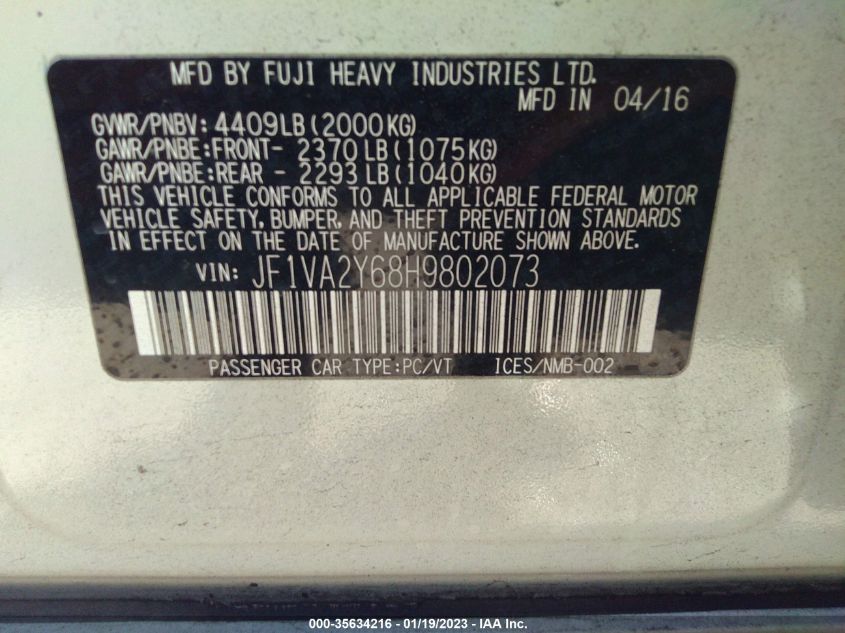 MFD BY FUJI HEAVY INDUSTRIES LTD.
MFD IN 04/16
GVWR/PNBV: 4409LB(2000KG)
GAWR/PNBE:FRONT- 2370LB(1075KG)
GAWR/PNBE:REAR - 2293LB(1040KG)
THIS VEHICLE CONFORMS TO ALL APPLICABLE FEDERAL MOTOR
VEHICLE SAFETY, BUMPER, AND THEFT PREVENTION STANDARDS
IN EFFECT ON THE DATE OF MANUFACTURE SHOWN ABOVE.
VIN: JF1VA2Y68H9802073
PASSENGER CAR TYPE:PC/VT ICES/NMB-002
000-35634216 - 01/19/2023 - IAA Inc.